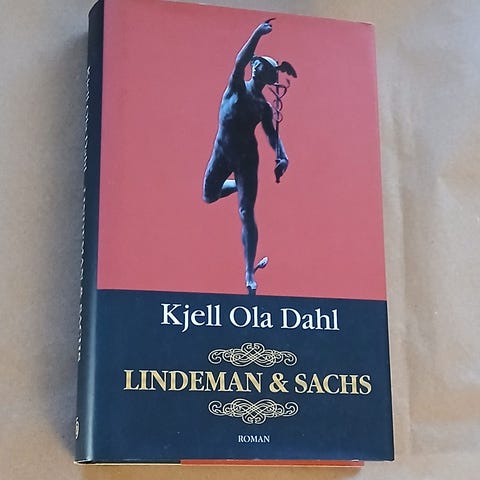 Kjell Ola Dahl
LINDEMAN & SACHS
ROMAN